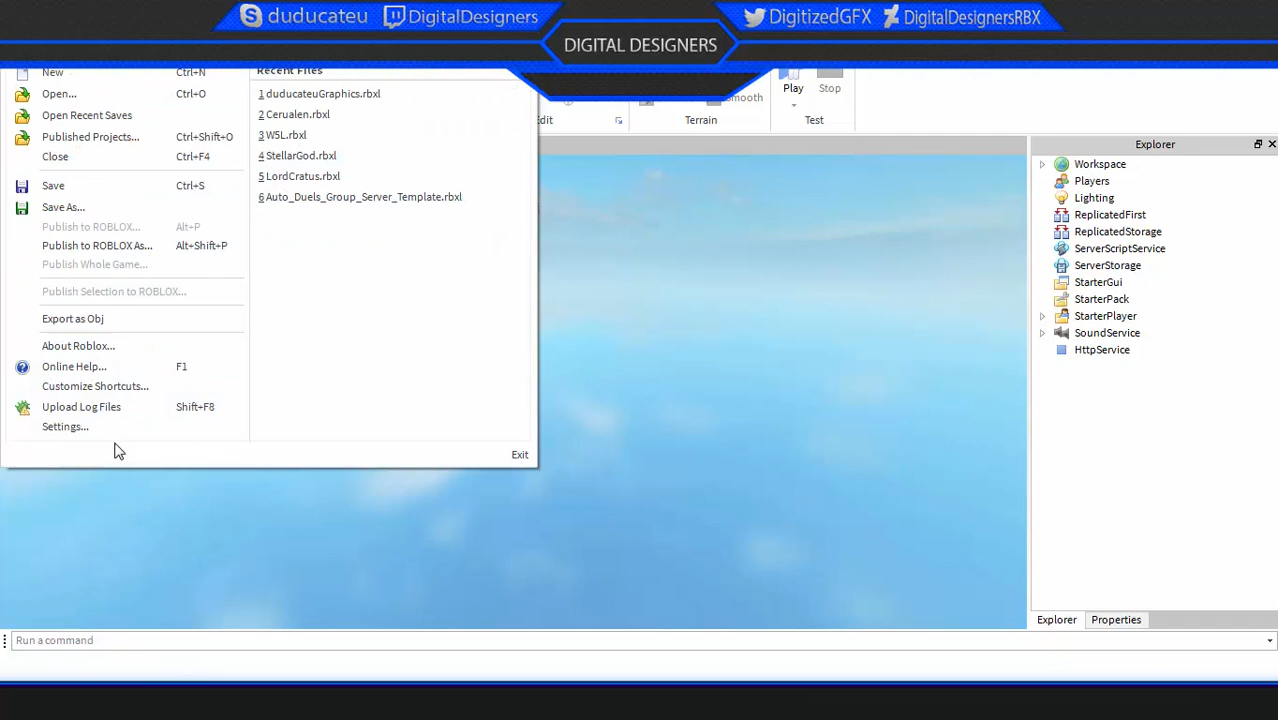 duducateu DigitalDesigners DIGITAL DESIGNERS DigitizedGFX DigitalDesignersRBX
New Ctrl+N
Open... Ctrl+O
Open Recent Saves
Published Projects... Ctrl+Shift+O
Close Ctrl+F4
Save Ctrl+S
Save As...
Publish to ROBLOX... Alt+P
Publish to ROBLOX As... Alt+Shift+P
Publish Whole Game...
Publish Selection to ROBLOX...
Export as Obj
About Roblox...
Online Help... F1
Customize Shortcuts...
Upload Log Files Shift+F8
Settings...
Recent Files
1 duducateuGraphics.rbxl
2 Cerualen.rbxl
3 W5L.rbxl
4 StellarGod.rbxl
5 LordCratus.rbxl
6 Auto_Duels_Group_Server_Template.rbxl
Exit
Smooth
Play Stop
Edit Terrain Test
Explorer
Workspace
Players
Lighting
ReplicatedFirst
ReplicatedStorage
ServerScriptService
ServerStorage
StarterGui
StarterPack
StarterPlayer
SoundService
HttpService
Explorer Properties
Run a command